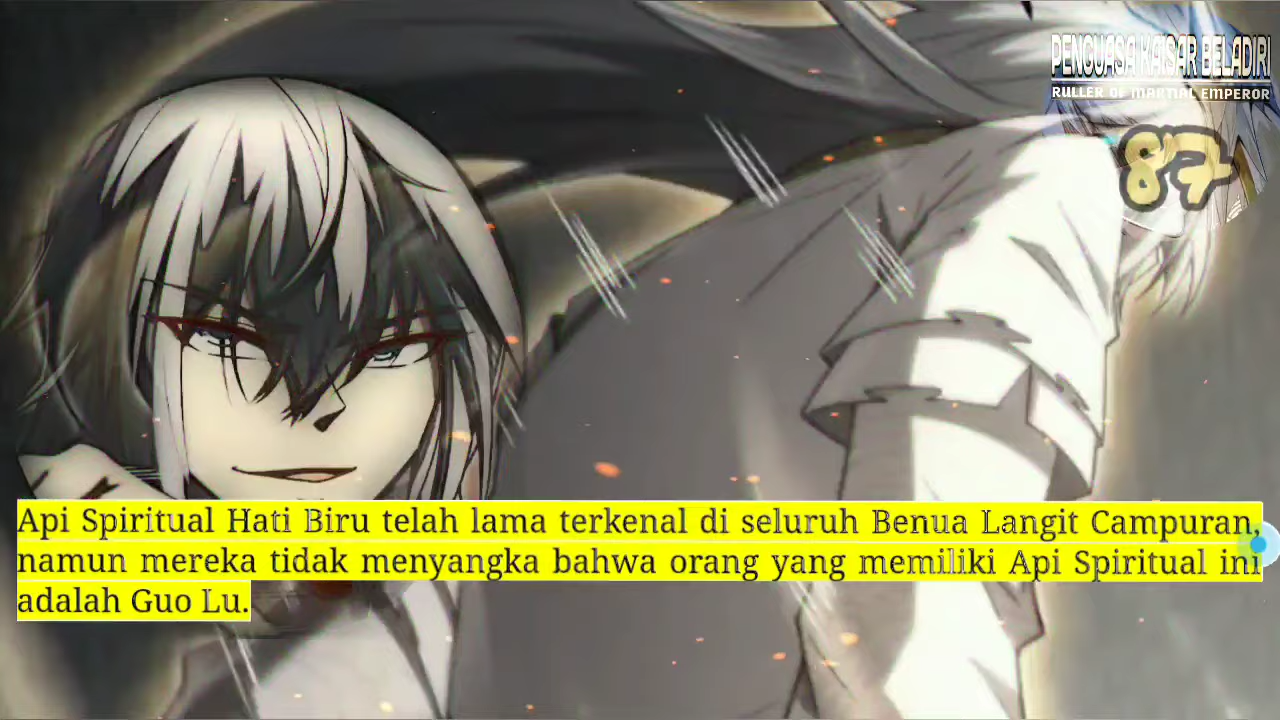 PENGUASA KAISAR BELADIRI
RULLER OF MARTIAL EMPEROR
87
Api Spiritual Hati Biru telah lama terkenal di seluruh Benua Langit Campuran,
namun mereka tidak menyangka bahwa orang yang memiliki Api Spiritual ini
adalah Guo Lu.